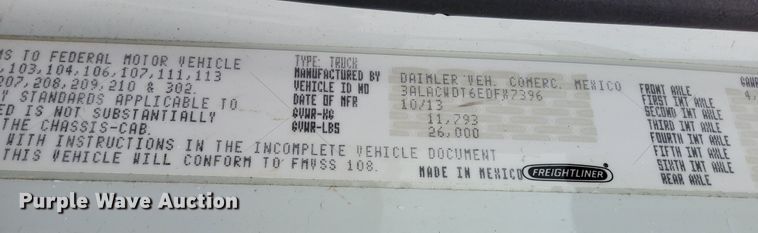 MS TO FEDERAL MOTOR VEHICLE
,103,104,106,107,111,113
207,208,209,210 & 302.
Y STANDARDS APPLICABLE TO
ED IS NOT SUBSTANTIALLY
THE CHASSIS-CAB.
WITH INSTRUCTIONS IN THE INCOMPLETE VEHICLE DOCUMENT
THIS VEHICLE WILL CONFORM TO FMVSS 108.
TYPE: TRUCK
MANUFACTURED BY DAIMLER VEH. COMERC. MEXICO
VEHICLE ID NO 3ALACWDT6EDFX7396
DATE OF MFR 10/13
GVWR-KG 11,793
GVWR-LBS 26,000
MADE IN MEXICO FREIGHTLINER
GAWR
FRONT AXLE 4,
FIRST INT AXLE
SECOND INT AXLE
THIRD INT AXLE
FOURTH INT AXLE
FIFTH INT AXLE
SIXTH INT AXLE
REAR AXLE
Purple Wave Auction